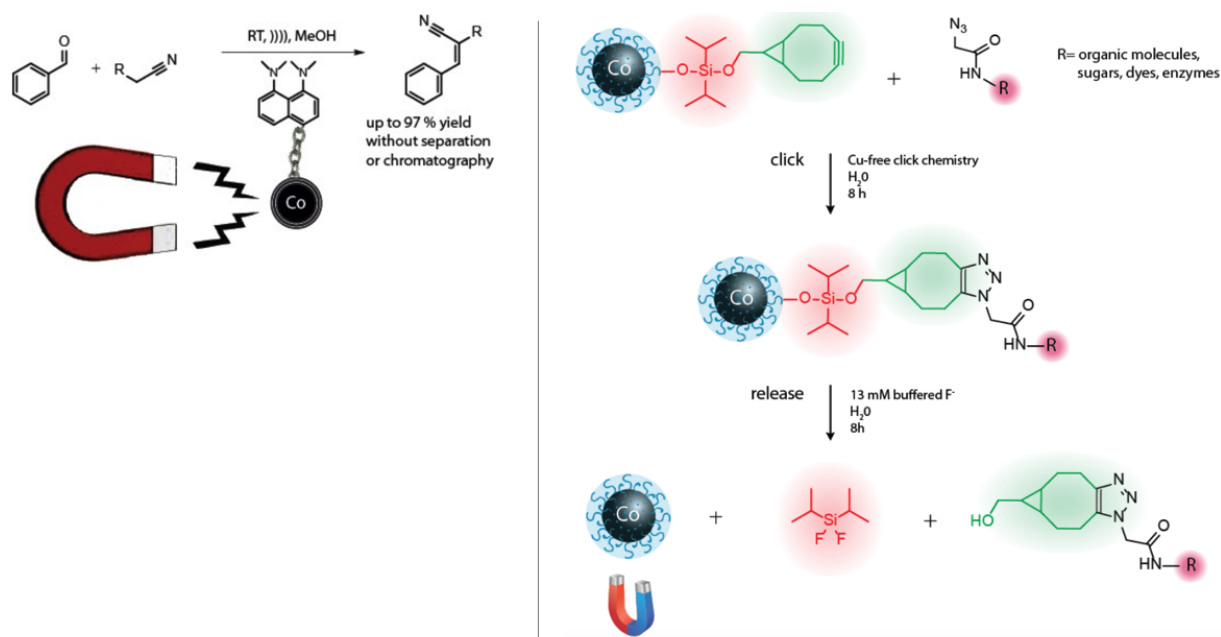 RT, )))), MeOH
O
+
R
N
N
R
N
N
up to 97 % yield
without separation
or chromatography
Co
Co
O
Si
O
+
N3
O
HN
R
R= organic molecules,
sugars, dyes, enzymes
click
Cu-free click chemistry
H20
8 h
Co
O
Si
O
N
N
N
O
HN
R
release
13 mM buffered F-
H20
8h
Co
+
Si
F
F
+
HO
N
N
N
O
HN
R